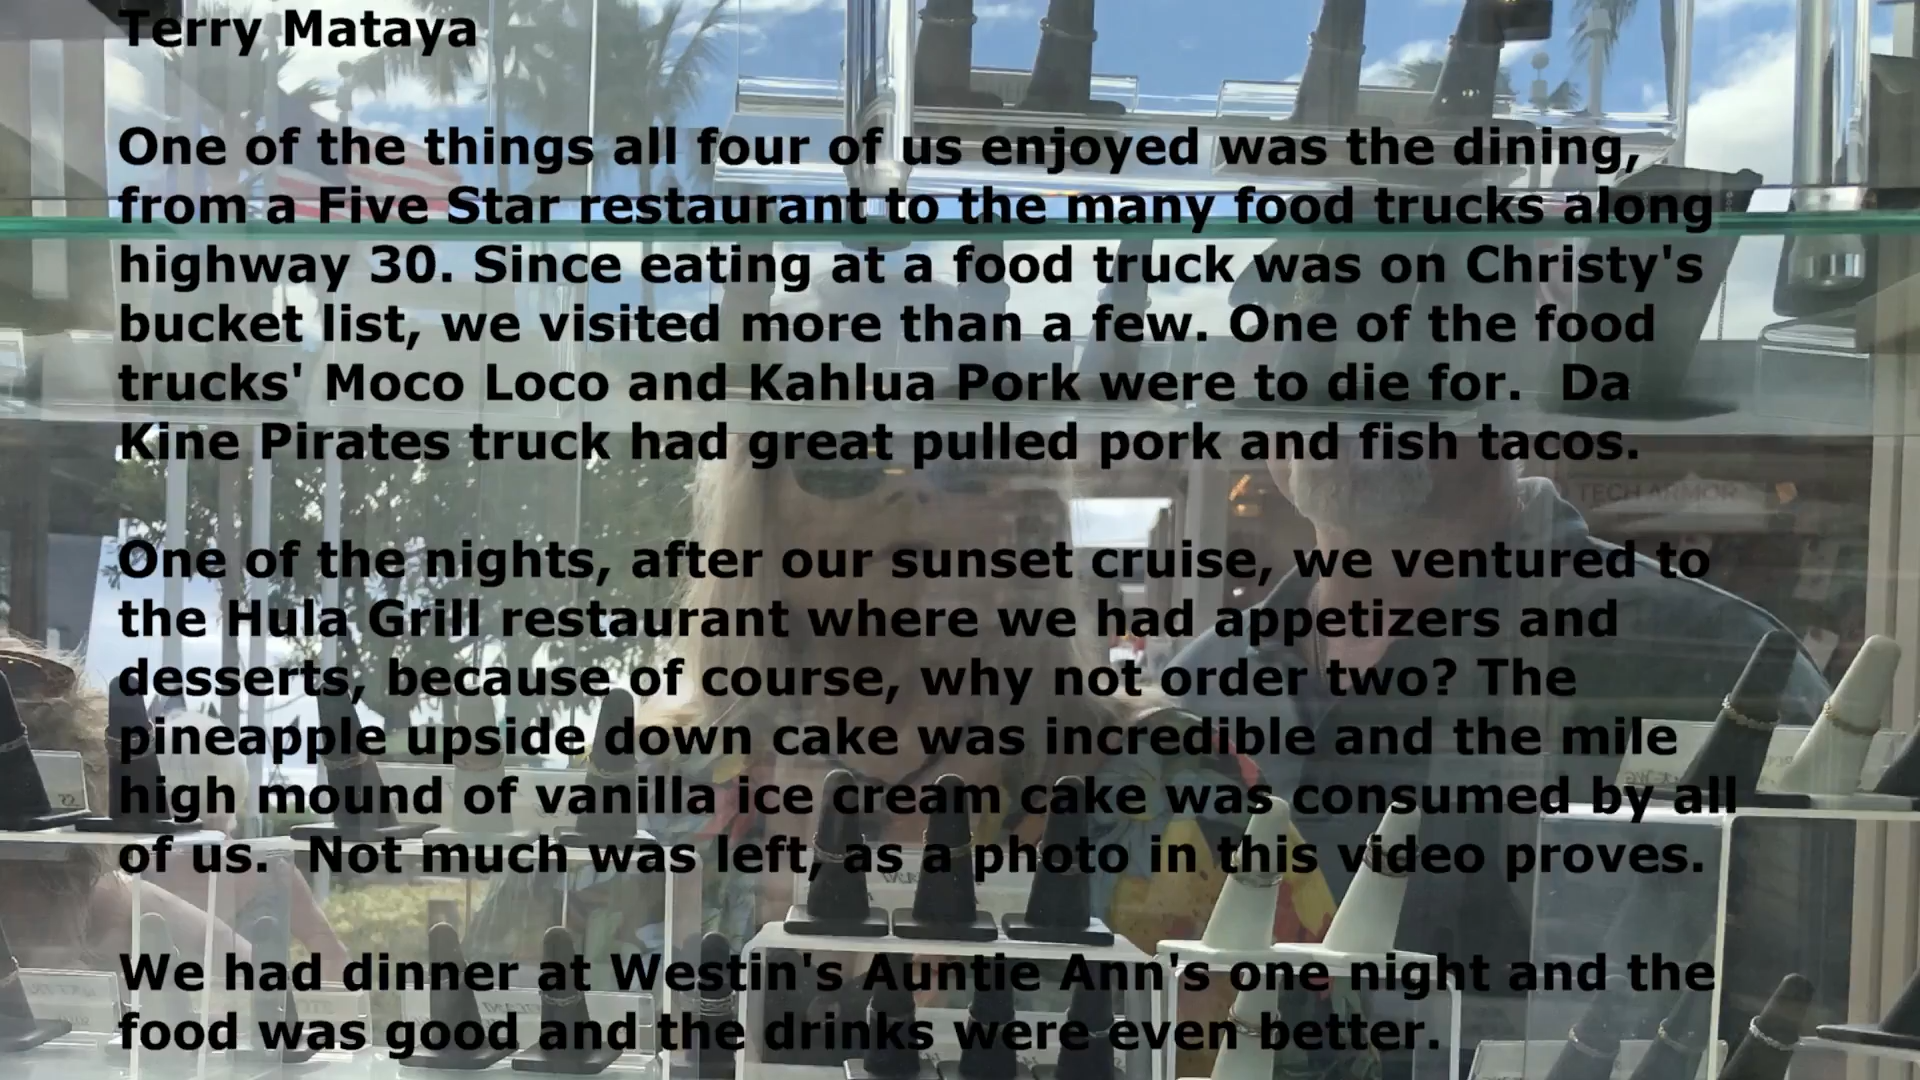 Terry Mataya
One of the things all four of us enjoyed was the dining,
from a Five Star restaurant to the many food trucks along
highway 30. Since eating at a food truck was on Christy's
bucket list, we visited more than a few. One of the food
trucks' Moco Loco and Kahlua Pork were to die for.  Da
Kine Pirates truck had great pulled pork and fish tacos.
TECH ARMOR
One of the nights, after our sunset cruise, we ventured to
the Hula Grill restaurant where we had appetizers and
desserts, because of course, why not order two? The
pineapple upside down cake was incredible and the mile
high mound of vanilla ice cream cake was consumed by all
of us.  Not much was left, as a photo in this video proves.
We had dinner at Westin's Auntie Ann's one night and the
food was good and the drinks were even better.